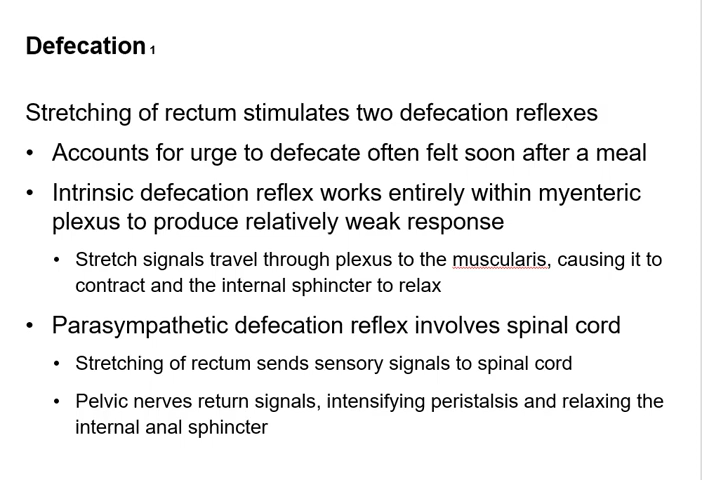 Defecation 1
Stretching of rectum stimulates two defecation reflexes
• Accounts for urge to defecate often felt soon after a meal
• Intrinsic defecation reflex works entirely within myenteric
plexus to produce relatively weak response
• Stretch signals travel through plexus to the muscularis, causing it to
contract and the internal sphincter to relax
• Parasympathetic defecation reflex involves spinal cord
• Stretching of rectum sends sensory signals to spinal cord
• Pelvic nerves return signals, intensifying peristalsis and relaxing the
internal anal sphincter